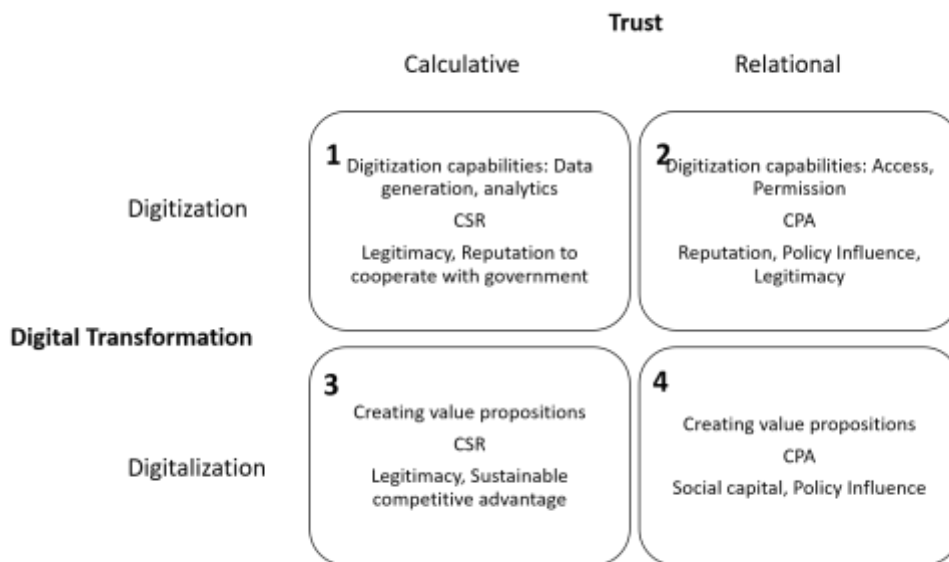 Trust
Calculative
Relational
Digitization
1
Digitization capabilities: Data
generation, analytics
CSR
Legitimacy, Reputation to
cooperate with government
2
Digitization capabilities: Access,
Permission
CPA
Reputation, Policy Influence,
Legitimacy
Digital Transformation
Digitalization
3
Creating value propositions
CSR
Legitimacy, Sustainable
competitive advantage
4
Creating value propositions
CPA
Social capital, Policy Influence